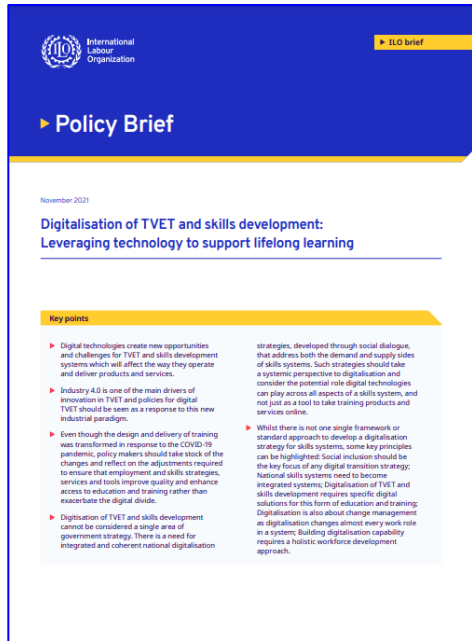 International
Labour
Organization
ILO brief
Policy Brief
November 2021
Digitalisation of TVET and skills development:
Leveraging technology to support lifelong learning
Key points
Digital technologies create new opportunities
and challenges for TVET and skills development
systems which will affect the way they operate
and deliver products and services.
Industry 4.0 is one of the main drivers of
innovation in TVET and policies for digital
TVET should be seen as a response to this new
industrial paradigm.
Even though the design and delivery of training
was transformed in response to the COVID-19
pandemic, policy makers should take stock of the
changes and reflect on the adjustments required
to ensure that employment and skills strategies,
services and tools improve quality and enhance
access to education and training rather than
exacerbate the digital divide.
Digitisation of TVET and skills development
cannot be considered a single area of
government strategy. There is a need for
integrated and coherent national digitalisation
strategies, developed through social dialogue,
that address both the demand and supply sides
of skills systems. Such strategies should take
a systemic perspective to digitalisation and
consider the potential role digital technologies
can play across all aspects of a skills system, and
not just as a tool to take training products and
services online.
Whilst there is not one single framework or
standard approach to develop a digitalisation
strategy for skills systems, some key principles
can be highlighted: Social inclusion should be
the key focus of any digital transition strategy;
National skills systems need to become
integrated systems; Digitalisation of TVET and
skills development requires specific digital
solutions for this form of education and training;
Digitalisation is also about change management
as digitalisation changes almost every work role
in a system; Building digitalisation capability
requires a holistic workforce development
approach.